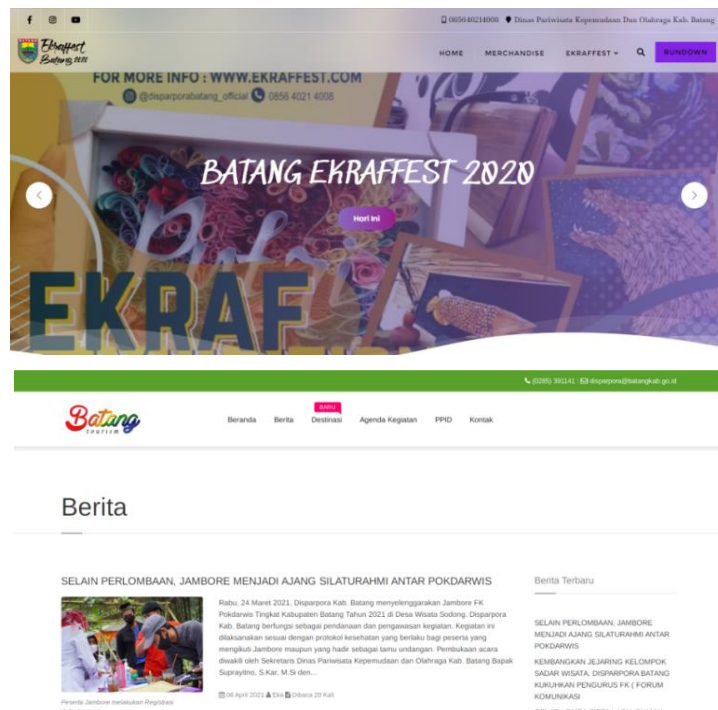 085640214008 Dinas Pariwisata Kepemudaan Dan Olahraga Kab. Batang
Ekraffest
Batang 2020
HOME MERCHANDISE EKRAFFEST RUNDOWN
FOR MORE INFO : WWW.EKRAFFEST.COM
@disparporabatang_official 0856 4021 4008
BATANG EKRAFFEST 2020
Hari Ini
EKRAF
(0285) 391141 disparpora@batangkab.go.id
Batang
tourism
BARU
Beranda Berita Destinasi Agenda Kegiatan PPID Kontak
Berita
SELAIN PERLOMBAAN, JAMBORE MENJADI AJANG SILATURAHMI ANTAR POKDARWIS
Rabu, 24 Maret 2021. Disparpora Kab. Batang menyelenggarakan Jambore FK
Pokdarwis Tingkat Kabupaten Batang Tahun 2021 di Desa Wisata Sodong. Disparpora
Kab. Batang berfungsi sebagai pendanaan dan pengawasan kegiatan. Kegiatan ini
dilaksanakan sesuai dengan protokol kesehatan yang berlaku bagi peserta yang
mengikuti Jambore maupun yang hadir sebagai tamu undangan. Pembukaan acara
diwakili oleh Sekretaris Dinas Pariwisata Kepemudaan dan Olahraga Kab. Batang Bapak
Suprayitno, S.Kar, M.Si den...
06 April 2021 Eka Dibaca 20 Kali
Peserta Jambore melakukan Registrasi
Berita Terbaru
SELAIN PERLOMBAAN, JAMBORE
MENJADI AJANG SILATURAHMI ANTAR
POKDARWIS
KEMBANGKAN JEJARING KELOMPOK
SADAR WISATA, DISPARPORA BATANG
KUKUHKAN PENGURUS FK ( FORUM
KOMUNIKASI